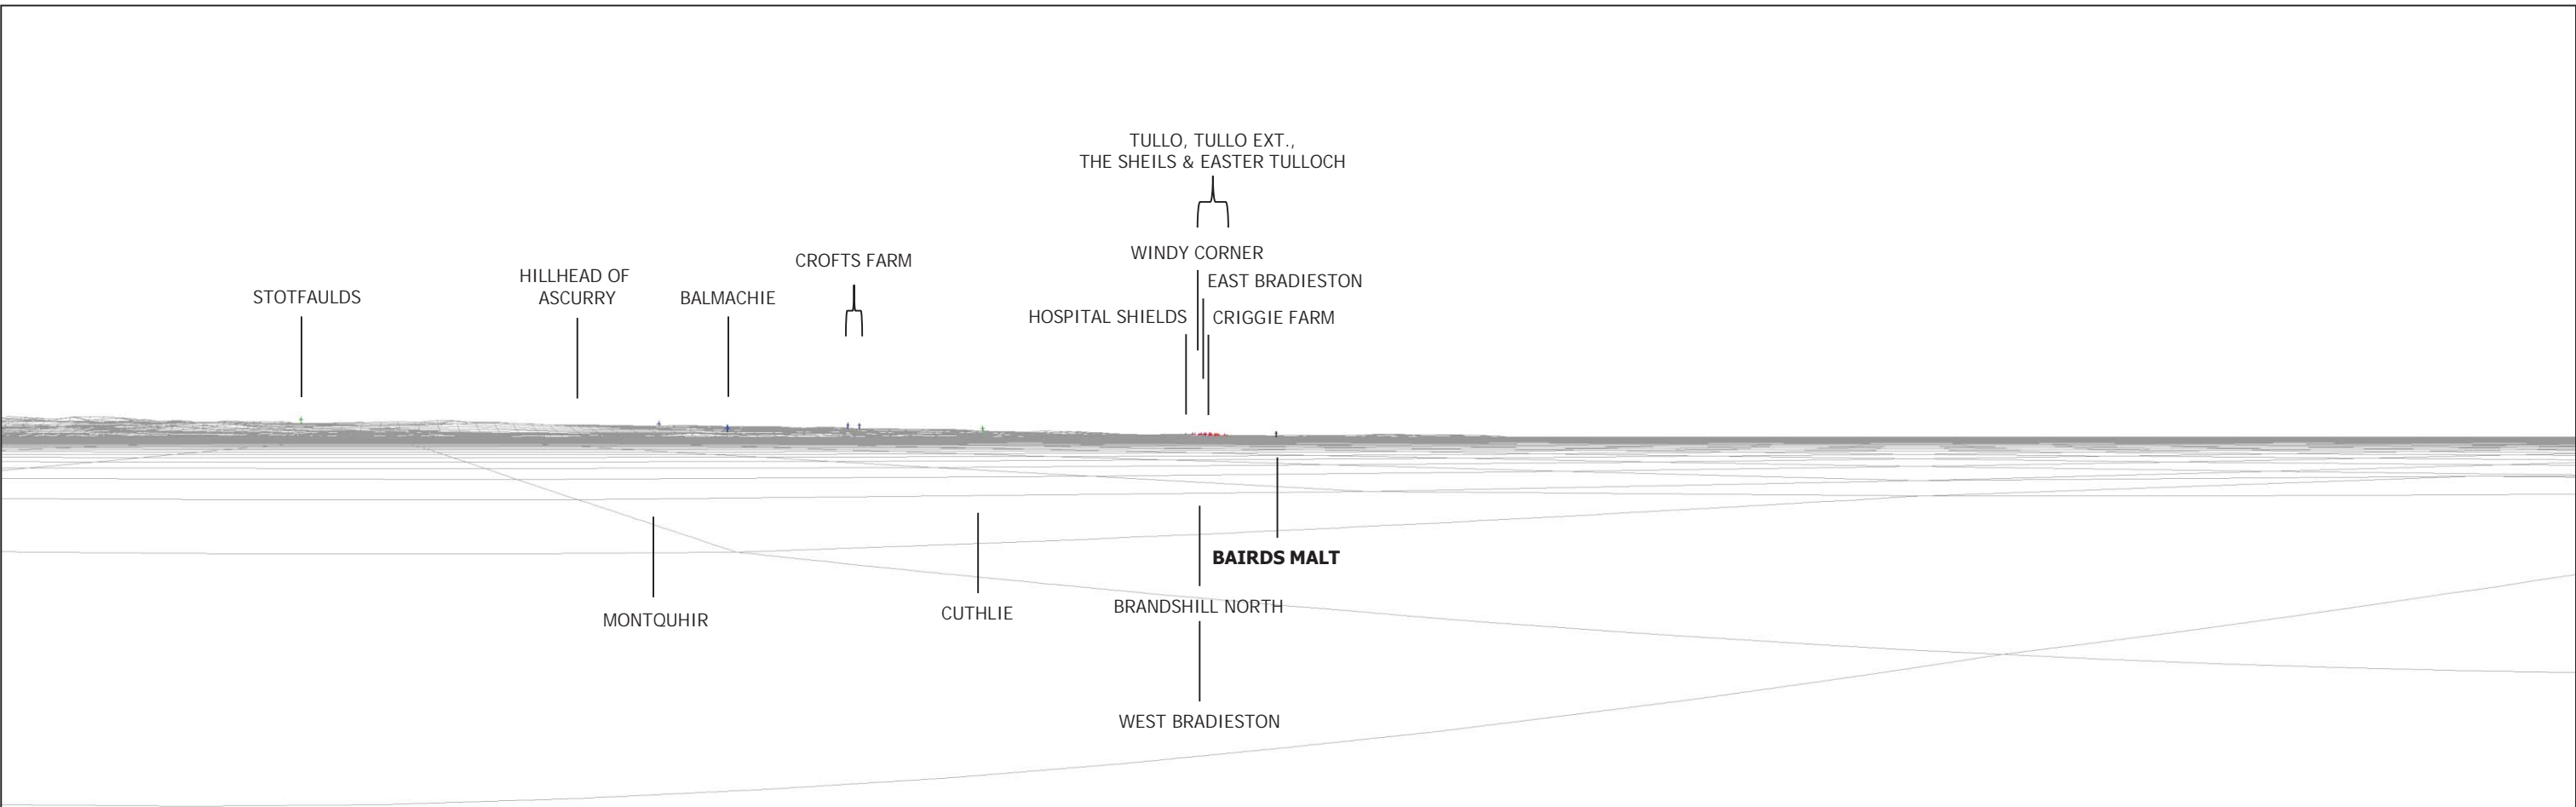 TULLO, TULLO EXT.,
THE SHEILS & EASTER TULLOCH
WINDY CORNER
CROFTS FARM
HILLHEAD OF
ASCURRY
EAST BRADIESTON
STOTFAULDS
BALMACHIE
HOSPITAL SHIELDS
CRIGGIE FARM
BAIRDS MALT
BRANDSHILL NORTH
CUTHLIE
MONTQUHIR
WEST BRADIESTON